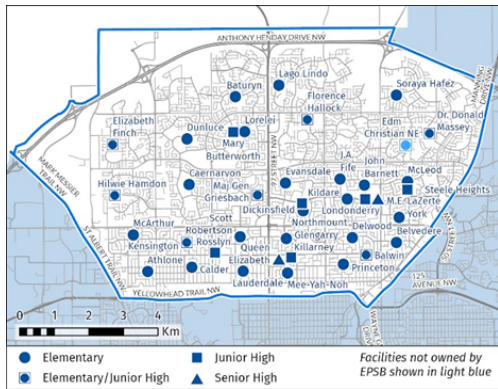 ANTHONY HENDAY DRIVE NW
MANNING DRIVE NW
Lago Lindo
Baturyn
Soraya Hafez
Florence
Hallock
Elizabeth
Finch
Dunluce
Lorelei
Mary
Butterworth
97 STREET NW
Edm
Christian NE
Dr. Donald
Massey
MARK MESSIER TRAIL NW
Hilwie Hamdon
Caernarvon
Maj. Gen
Griesbach
Evansdale
J.A.
Fife
John
Barnett
McLeod
Steele Heights
Kildare
Londonderry
M.E. LaZerte
Dickinsfield
Northmount
York
ST ALBERT TRAIL NW
McArthur
Scott
Robertson
Kensington
Rosslyn
Athlone
Calder
Queen
Elizabeth
Lauderdale
Glengarry
Killarney
Mee-Yah-Noh
Delwood
Belvedere
Balwin
Princeton
50 STREET NW
125
AVENUE NW
YELLOWHEAD TRAIL NW
0 1 2 3 4
Km
Elementary
Junior High
Elementary/Junior High
Senior High
Facilities not owned by
EPSB shown in light blue